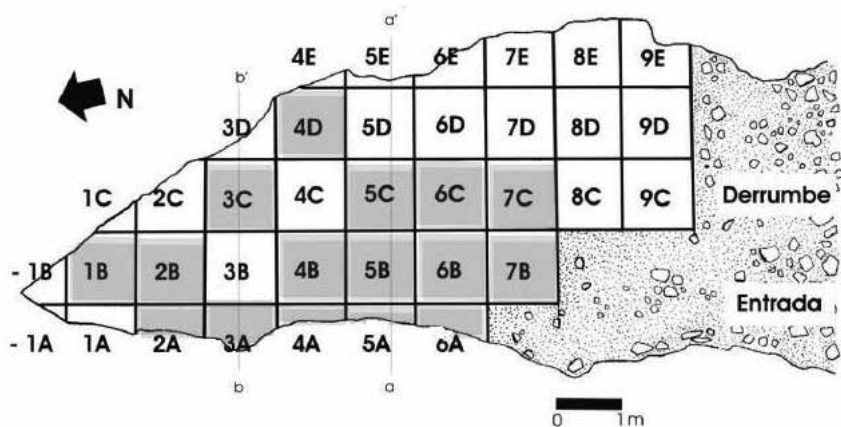 a'
4E 5E 6E 7E 8E 9E
b'
N
3D 4D 5D 6D 7D 8D 9D
1C 2C 3C 4C 5C 6C 7C 8C 9C Derrumbe
- 1B 1B 2B 3B 4B 5B 6B 7B
Entrada
- 1A 1A 2A 3A 4A 5A 6A
b a
0 1m